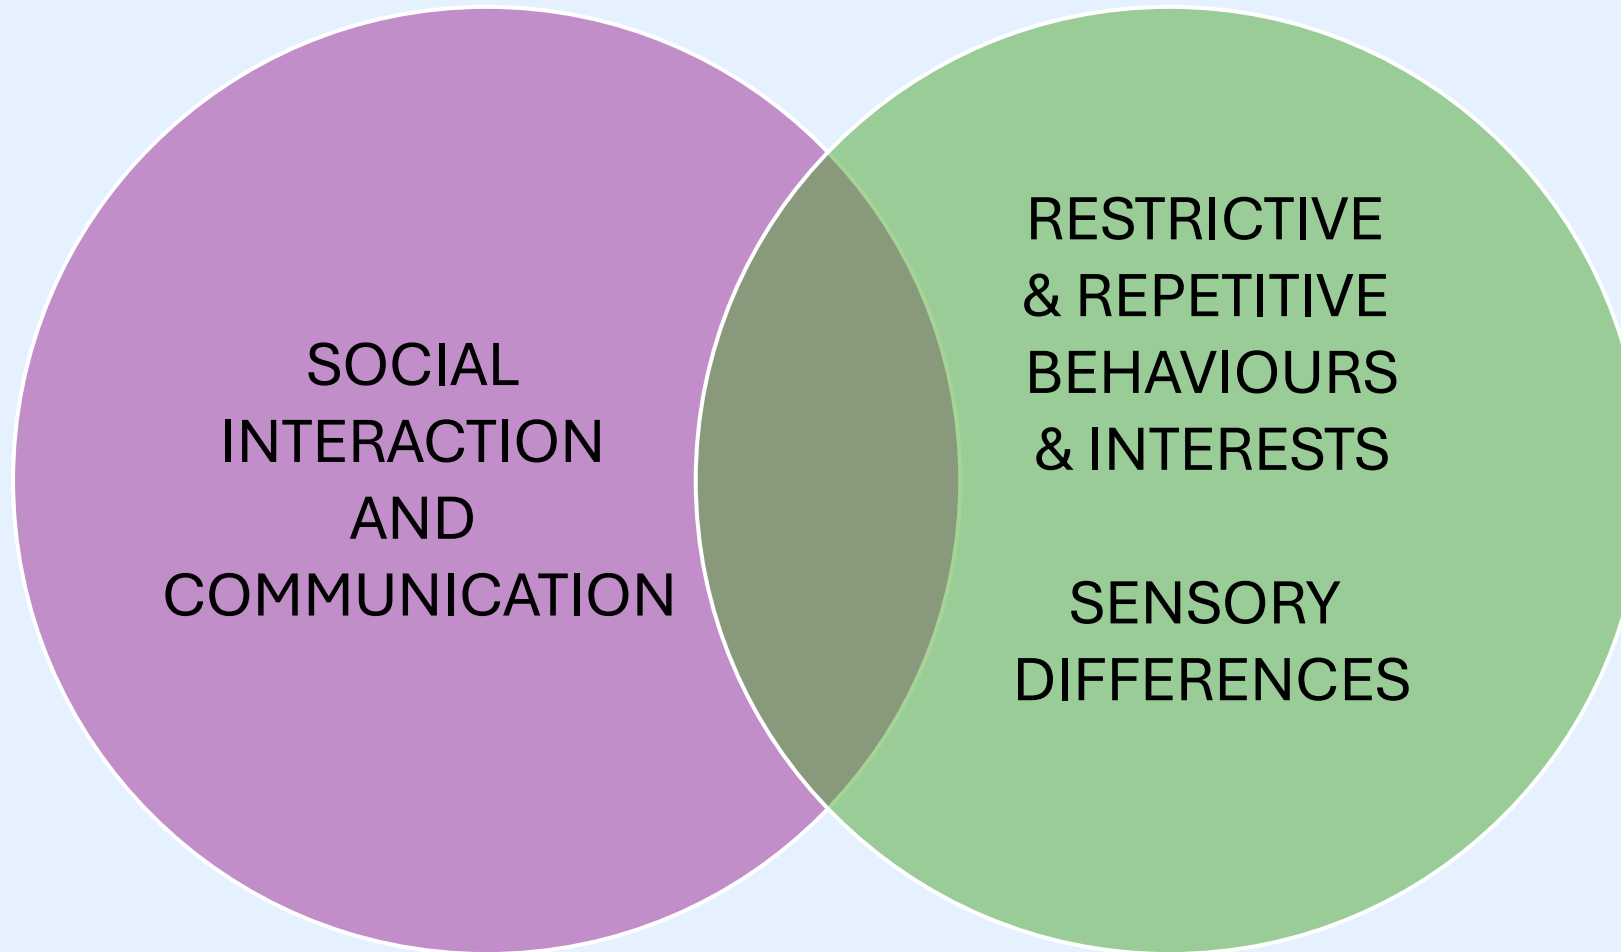 SOCIAL
INTERACTION
AND
COMMUNICATION
RESTRICTIVE
& REPETITIVE
BEHAVIOURS
& INTERESTS
SENSORY
DIFFERENCES